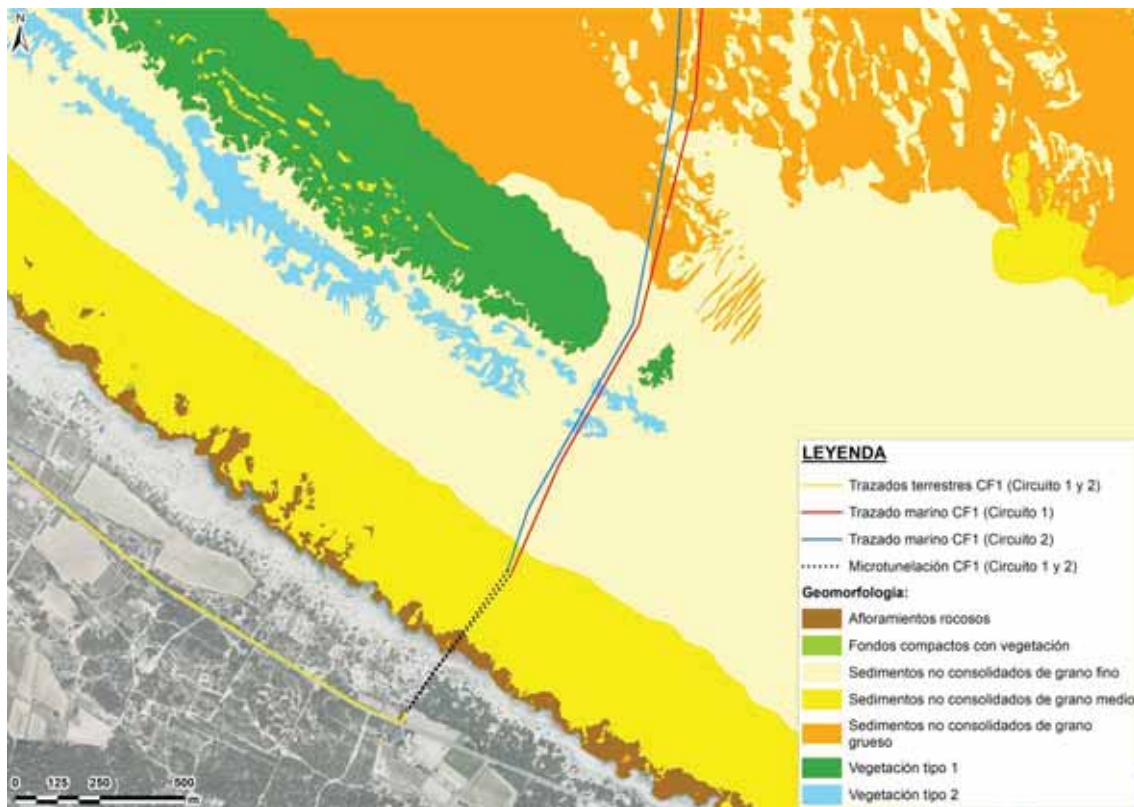 N
LEYENDA
Trazados terrestres CF1 (Circuito 1 y 2)
Trazado marino CF1 (Circuito 1)
Trazado marino CF1 (Circuito 2)
Microtunelación CF1 (Circuito 1 y 2)
Geomorfología:
Afloramientos rocosos
Fondos compactos con vegetación
Sedimentos no consolidados de grano fino
Sedimentos no consolidados de grano medio
Sedimentos no consolidados de grano
grueso
Vegetación tipo 1
Vegetación tipo 2
0 125 250 500
m